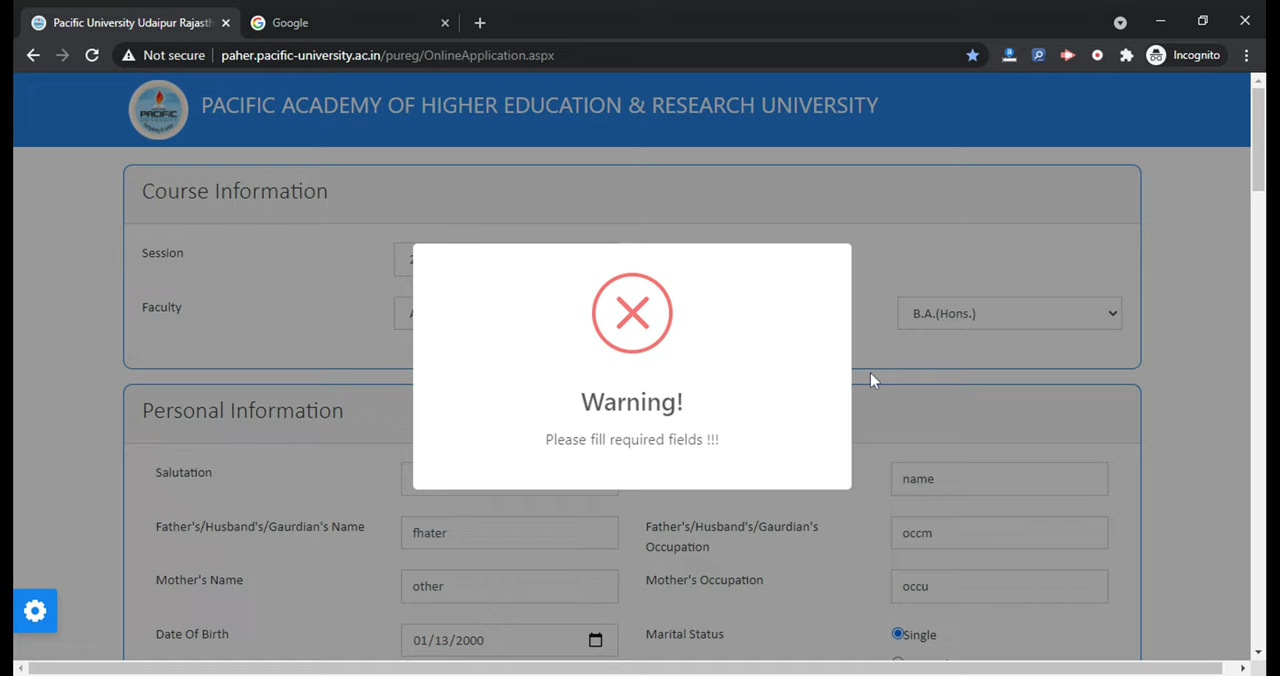 Pacific University Udaipur Rajasth
Google
Not secure
paher.pacific-university.ac.in/pureg/OnlineApplication.aspx
Incognito
PACIFIC
PACIFIC ACADEMY OF HIGHER EDUCATION & RESEARCH UNIVERSITY
Course Information
Session
Faculty
B.A.(Hons.)
Warning!
Please fill required fields !!!
Personal Information
Salutation
name
Father's/Husband's/Gaurdian's Name
fhater
Father's/Husband's/Gaurdian's
Occupation
occm
Mother's Name
other
Mother's Occupation
occu
Date Of Birth
01/13/2000
Marital Status
Single